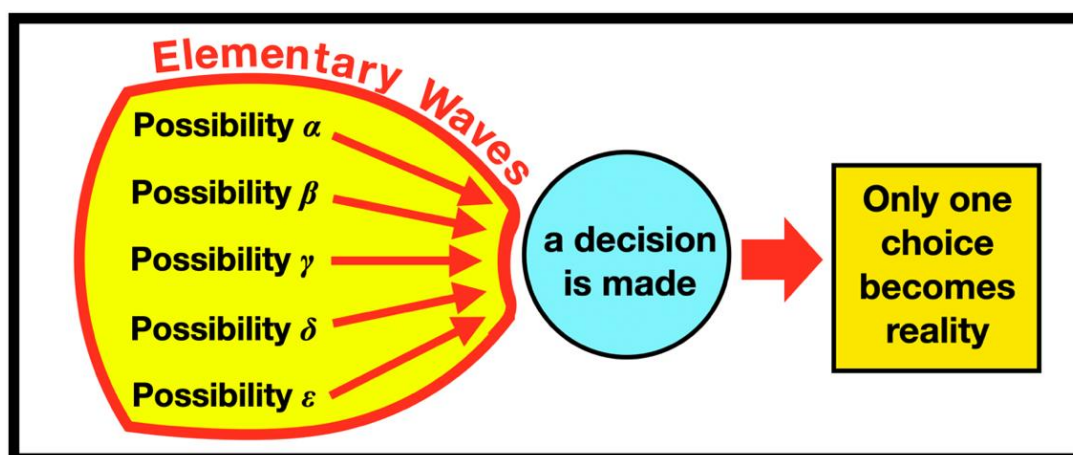 Elementary Waves
Possibility α
Possibility β
Possibility γ
Possibility δ
Possibility ε
a decision
is made
Only one
choice
becomes
reality